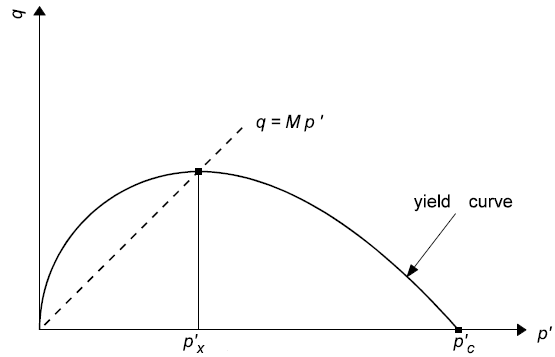 q
q = M p '
yield curve
p'x
p'c
p'